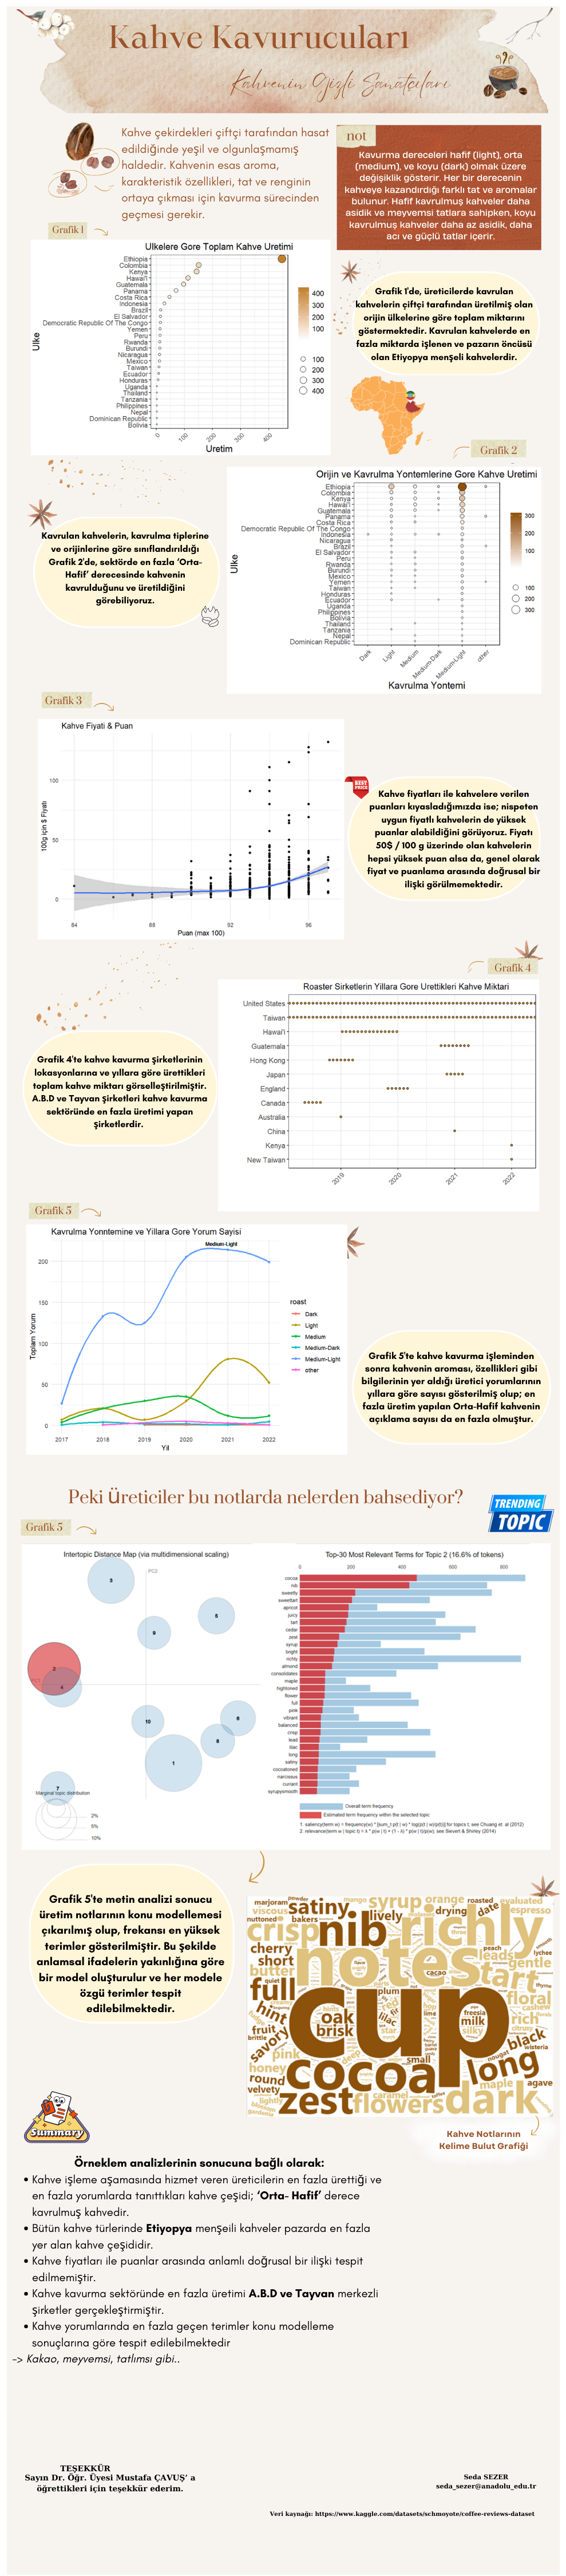 Kahve Kavurucuları
Kahvenin Gizli Sanatçıları
Kahve çekirdekleri çiftçi tarafından hasat
edildiğinde yeşil ve olgunlaşmamış
haldedir. Kahvenin esas aroma,
karakteristik özellikleri, tat ve renginin
ortaya çıkması için kavurma sürecinden
geçmesi gerekir.
not
Kavurma dereceleri hafif (light), orta
(medium), ve koyu (dark) olmak üzere
değişiklik gösterir. Her bir derecenin
kahveye kazandırdığı farklı tat ve aromalar
bulunur. Hafif kavrulmuş kahveler daha
asidik ve meyvemsi tatlara sahipken, koyu
kavrulmuş kahveler daha az asidik, daha
acı ve güçlü tatlar içerir.
Grafik 1
Ulkelere Gore Toplam Kahve Uretimi
Ulke
Ethiopia
Colombia
Kenya
Hawai'i
Guatemala
Panama
Costa Rica
Indonesia
Brazil
El Salvador
Democratic Republic Of The Congo
Yemen
Peru
Rwanda
Burundi
Nicaragua
Mexico
Taiwan
Ecuador
Honduras
Uganda
Thailand
Tanzania
Philippines
Nepal
Dominican Republic
Bolivia
0 100 200 300 400
Uretim
400
300
200
100
100
200
300
400
Grafik 1'de, üreticilerde kavrulan
kahvelerin çiftçi tarafından üretilmiş olan
orijin ülkelerine göre toplam miktarını
göstermektedir. Kavrulan kahvelerde en
fazla miktarda işlenen ve pazarın öncüsü
olan Etiyopya menşeli kahvelerdir.
Grafik 2
Orijin ve Kavrulma Yontemlerine Gore Kahve Uretimi
Ulke
Ethiopia
Colombia
Kenya
Hawai'i
Guatemala
Panama
Costa Rica
Democratic Republic Of The Congo
Indonesia
Nicaragua
Brazil
El Salvador
Peru
Rwanda
Burundi
Mexico
Yemen
Taiwan
Honduras
Ecuador
Uganda
Philippines
Bolivia
Thailand
Tanzania
Nepal
Dominican Republic
Dark Light Medium Medium-Dark Medium-Light other
Kavrulma Yontemi
300
200
100
100
200
300
Kavrulan kahvelerin, kavrulma tiplerine
ve orijinlerine göre sınıflandırıldığı
Grafik 2'de, sektörde en fazla ‘Orta-
Hafif’ derecesinde kahvenin
kavrulduğunu ve üretildiğini
görebiliyoruz.
Grafik 3
Kahve Fiyati & Puan
100g için $ Fiyatı
100
50
0
84 88 92 96
Puan (max 100)
BEST
PRICE
Kahve fiyatları ile kahvelere verilen
puanları kıyasladığımızda ise; nispeten
uygun fiyatlı kahvelerin de yüksek
puanlar alabildiğini görüyoruz. Fiyatı
50$ / 100 g üzerinde olan kahvelerin
hepsi yüksek puan alsa da, genel olarak
fiyat ve puanlama arasında doğrusal bir
ilişki görülmemektedir.
Grafik 4
Roaster Sirketlerin Yillara Gore Urettikleri Kahve Miktari
United States
Taiwan
Hawai'i
Guatemala
Hong Kong
Japan
England
Canada
Australia
China
Kenya
New Taiwan
2019 2020 2021 2022
Grafik 4'te kahve kavurma şirketlerinin
lokasyonlarına ve yıllara göre ürettikleri
toplam kahve miktarı görselleştirilmiştir.
A.B.D ve Tayvan şirketleri kahve kavurma
sektöründe en fazla üretimi yapan
şirketlerdir.
Grafik 5
Kavrulma Yonntemine ve Yillara Gore Yorum Sayisi
Medium-Light
Toplam Yorum
200
150
100
50
0
2017 2018 2019 2020 2021 2022
Yil
roast
Dark
Light
Medium
Medium-Dark
Medium-Light
other
Grafik 5'te kahve kavurma işleminden
sonra kahvenin aroması, özellikleri gibi
bilgilerinin yer aldığı üretici yorumlarının
yıllara göre sayısı gösterilmiş olup; en
fazla üretim yapılan Orta-Hafif kahvenin
açıklama sayısı da en fazla olmuştur.
Peki Üreticiler bu notlarda nelerden bahsediyor?
TRENDING
TOPIC
Grafik 5
Intertopic Distance Map (via multidimensional scaling)
PC2
3
5
9
2
4
10
6
8
1
7
Marginal topic distribution
2%
5%
10%
Top-30 Most Relevant Terms for Topic 2 (16.6% of tokens)
0 200 400 600 800
cocoa
nib
sweetly
sweettart
apricot
juicy
tart
cedar
zest
syrup
bright
richly
almond
consolidates
maple
hightoned
flower
full
pink
vibrant
balanced
crisp
lead
lilac
long
satiny
cocoatoned
narcissus
currant
syrupysmooth
Overall term frequency
Estimated term frequency within the selected topic
1. saliency(term w) = frequency(w) * [sum_t p(t | w) * log(p(t | w)/p(t))] for topics t; see Chuang et. al (2012)
2. relevance(term w | topic t) = λ * p(w | t) + (1 - λ) * p(w | t)/p(w); see Sievert & Shirley (2014)
Grafik 5'te metin analizi sonucu
üretim notlarının konu modellemesi
çıkarılmış olup, frekansı en yüksek
terimler gösterilmiştir. Bu şekilde
anlamsal ifadelerin yakınlığına göre
bir model oluşturulur ve her modele
özgü terimler tespit
edilebilmektedir.
marjoram powder mango syrup orange roasted evaluated
viscous satiny lively drying date espresso
nuttoned bakers
crisp nib richly
cherry notes peach lychee
short leads gentle
butter cacao tart
full plum floral
hint oak cup lilac freesia cashew
brisk milk rich
fruit savory silky citrusy black
brittle deep small nougat wisteria
pink cocoa long
honey
round maple agave
velvety zest caramel flowers dark
lightly
gardenia
Kahve Notlarının
Kelime Bulut Grafiği
Summary
Örneklem analizlerinin sonucuna bağlı olarak:
• Kahve işleme aşamasında hizmet veren üreticilerin en fazla ürettiği ve
en fazla yorumlarda tanıttıkları kahve çeşidi; ‘Orta- Hafif’ derece
kavrulmuş kahvedir.
• Bütün kahve türlerinde Etiyopya menşeili kahveler pazarda en fazla
yer alan kahve çeşididir.
• Kahve fiyatları ile puanlar arasında anlamlı doğrusal bir ilişki tespit
edilmemiştir.
• Kahve kavurma sektöründe en fazla üretimi A.B.D ve Tayvan merkezli
şirketler gerçekleştirmiştir.
• Kahve yorumlarında en fazla geçen terimler konu modelleme
sonuçlarına göre tespit edilebilmektedir
-> Kakao, meyvemsi, tatlımsı gibi..
TEŞEKKÜR
Sayın Dr. Öğr. Üyesi Mustafa ÇAVUŞ’ a
öğrettikleri için teşekkür ederim.
Seda SEZER
seda_sezer@anadolu_edu.tr
Veri kaynağı: https://www.kaggle.com/datasets/schmoyote/coffee-reviews-dataset